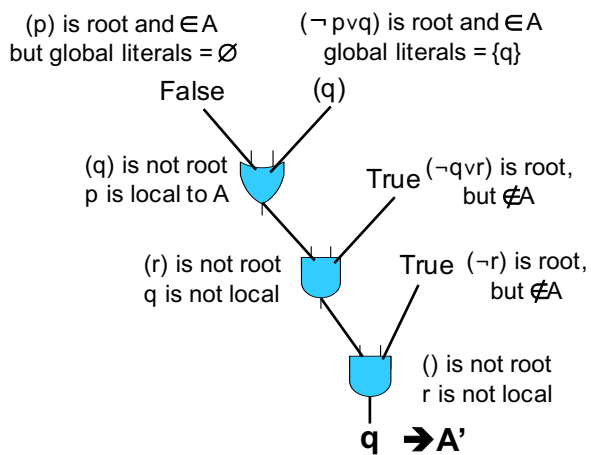 (p) is root and ∈A
but global literals = ∅
(¬ pvq) is root and ∈A
global literals = {q}
False
(q)
(q) is not root
p is local to A
True
(¬qvr) is root,
but ∉A
(r) is not root
q is not local
True
(¬r) is root,
but ∉A
() is not root
r is not local
q ➔A’